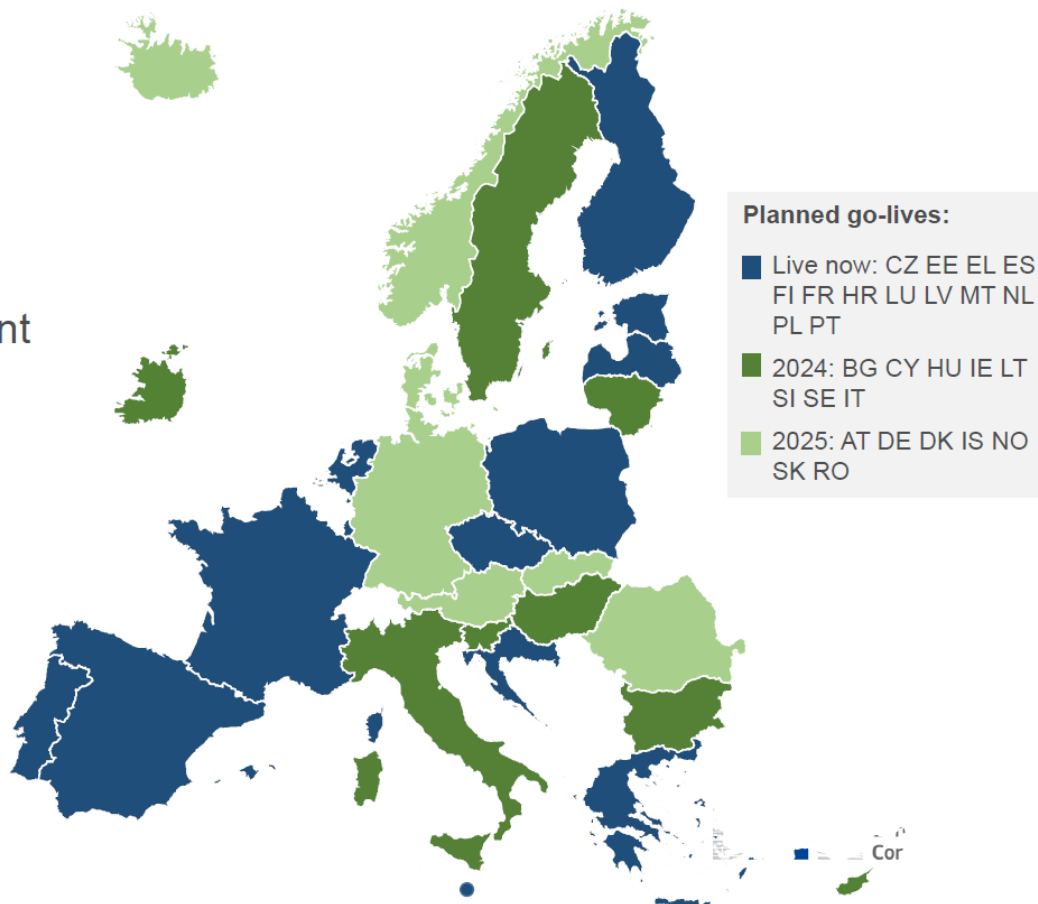 nt
Planned go-lives:
Live now: CZ EE EL ES
FI FR HR LU LV MT NL
PL PT
2024: BG CY HU IE LT
SI SE IT
2025: AT DE DK IS NO
SK RO
Cor